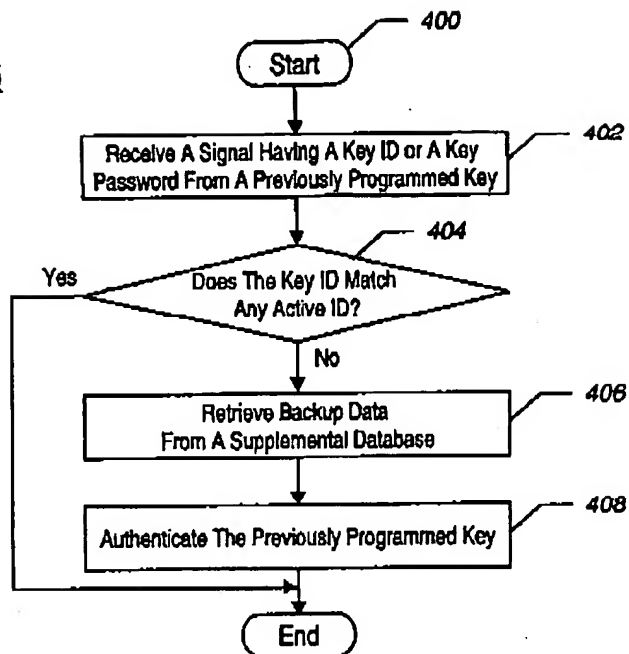 400
Start
402
Receive A Signal Having A Key ID or A Key
Password From A Previously Programmed Key
404
Yes
Does The Key ID Match
Any Active ID?
No
406
Retrieve Backup Data
From A Supplemental Database
408
Authenticate The Previously Programmed Key
End